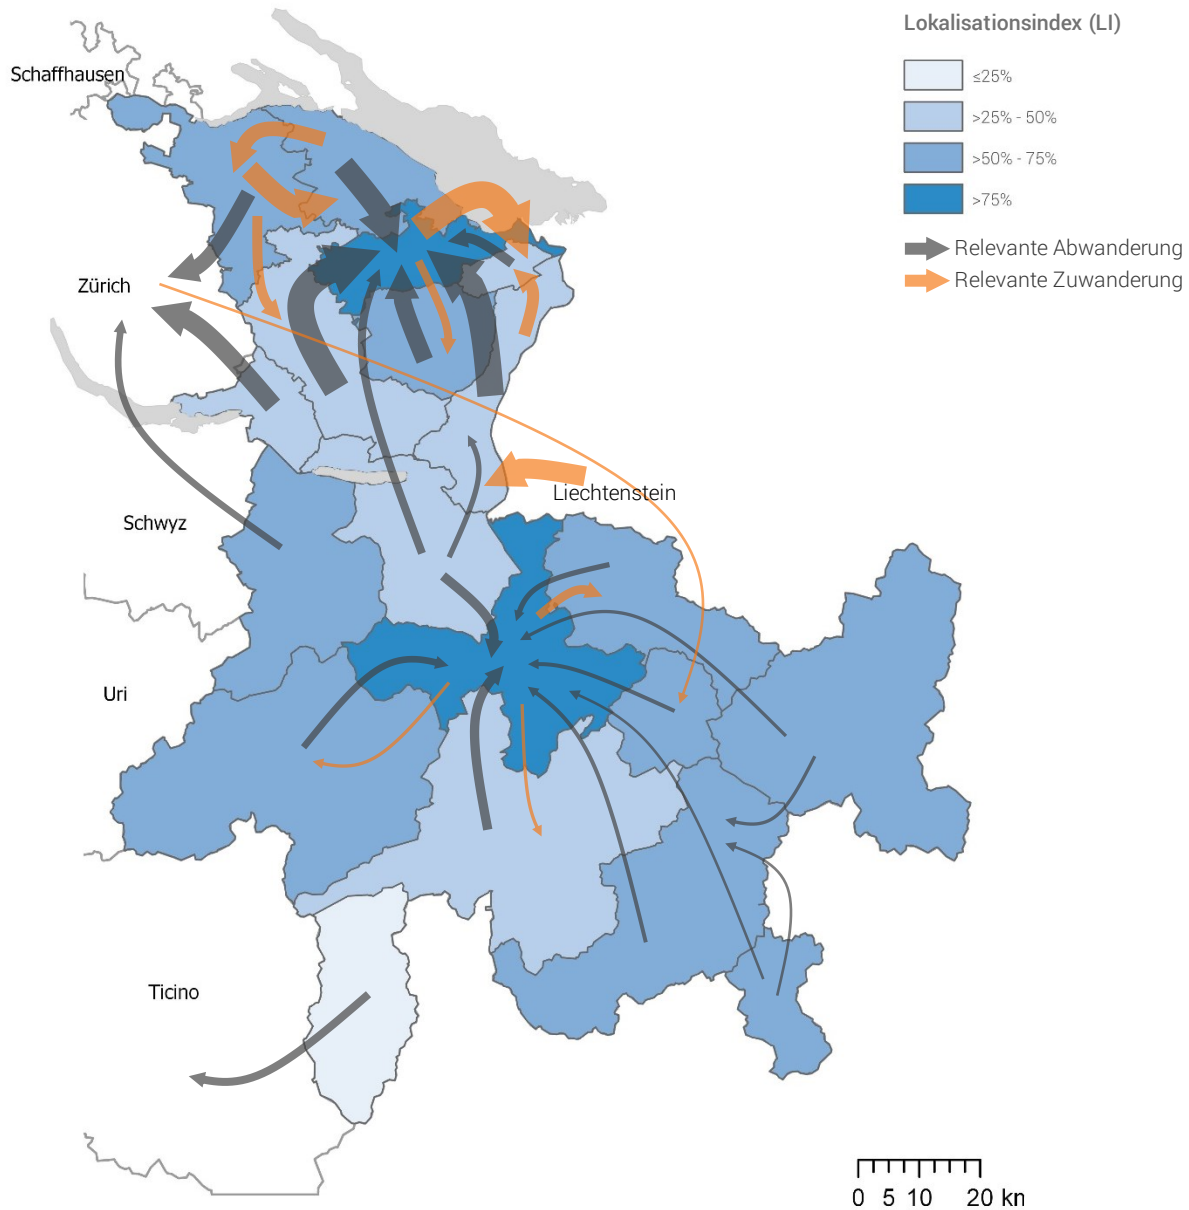 Lokalisationsindex (LI)
≤25%
>25% - 50%
>50% - 75%
>75%
Relevante Abwanderung
Relevante Zuwanderung
Schaffhausen
Zürich
Liechtenstein
Schwyz
Uri
Ticino
0 5 10 20 kn